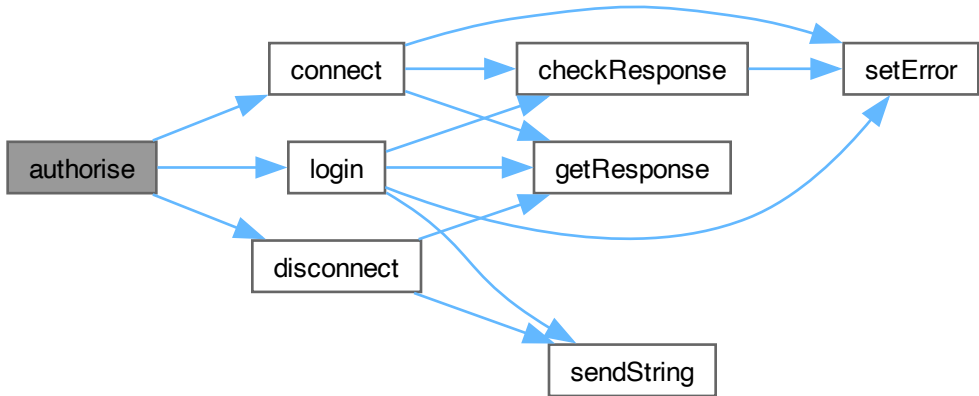 connect
checkResponse
setError
authorise
login
getResponse
disconnect
sendString